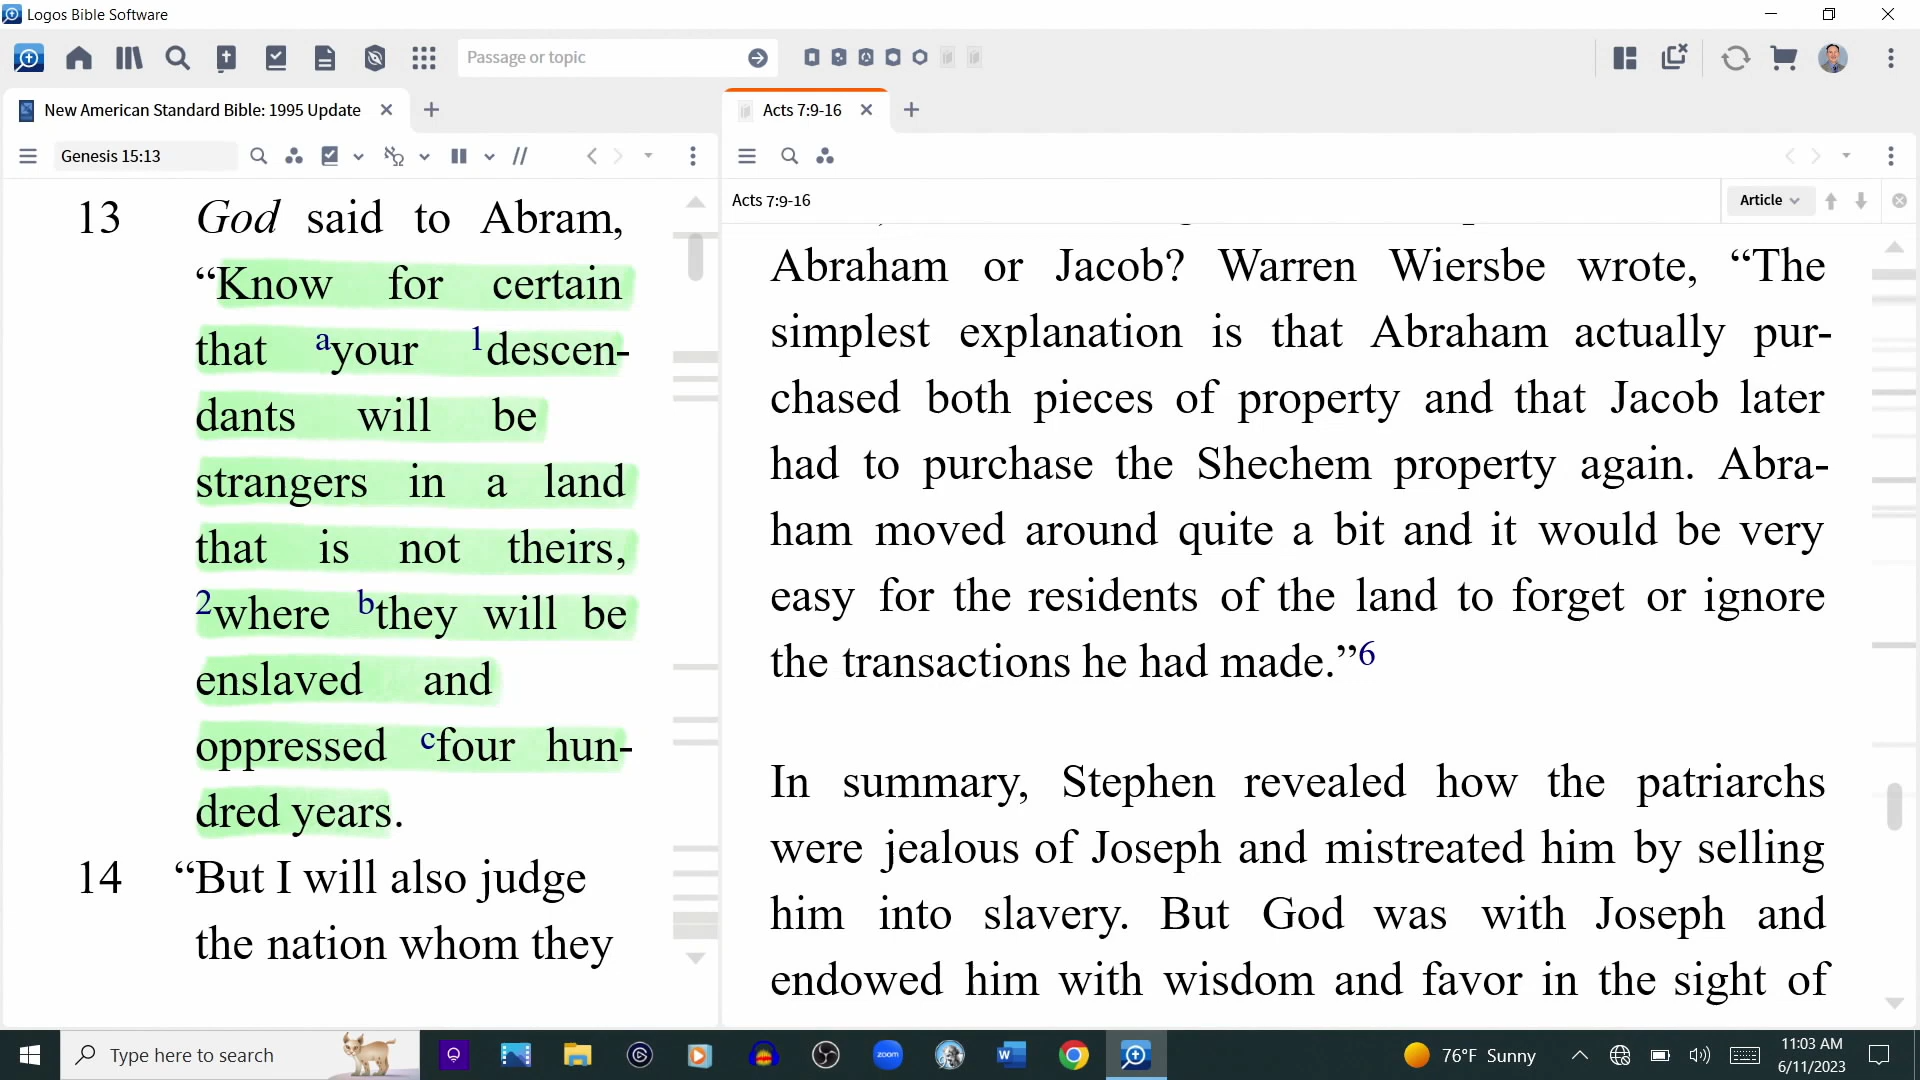 Logos Bible Software
Passage or topic
New American Standard Bible: 1995 Update
Genesis 15:13
13 God said to Abram,
“Know for certain
that ayour 1descen-
dants will be
strangers in a land
that is not theirs,
2where bthey will be
enslaved and
oppressed cfour hun-
dred years.
14 “But I will also judge
the nation whom they
Acts 7:9-16
Acts 7:9-16
Article
Abraham or Jacob? Warren Wiersbe wrote, “The
simplest explanation is that Abraham actually pur-
chased both pieces of property and that Jacob later
had to purchase the Shechem property again. Abra-
ham moved around quite a bit and it would be very
easy for the residents of the land to forget or ignore
the transactions he had made.”6
In summary, Stephen revealed how the patriarchs
were jealous of Joseph and mistreated him by selling
him into slavery. But God was with Joseph and
endowed him with wisdom and favor in the sight of
Type here to search
zoom
W
76°F Sunny
11:03 AM
6/11/2023